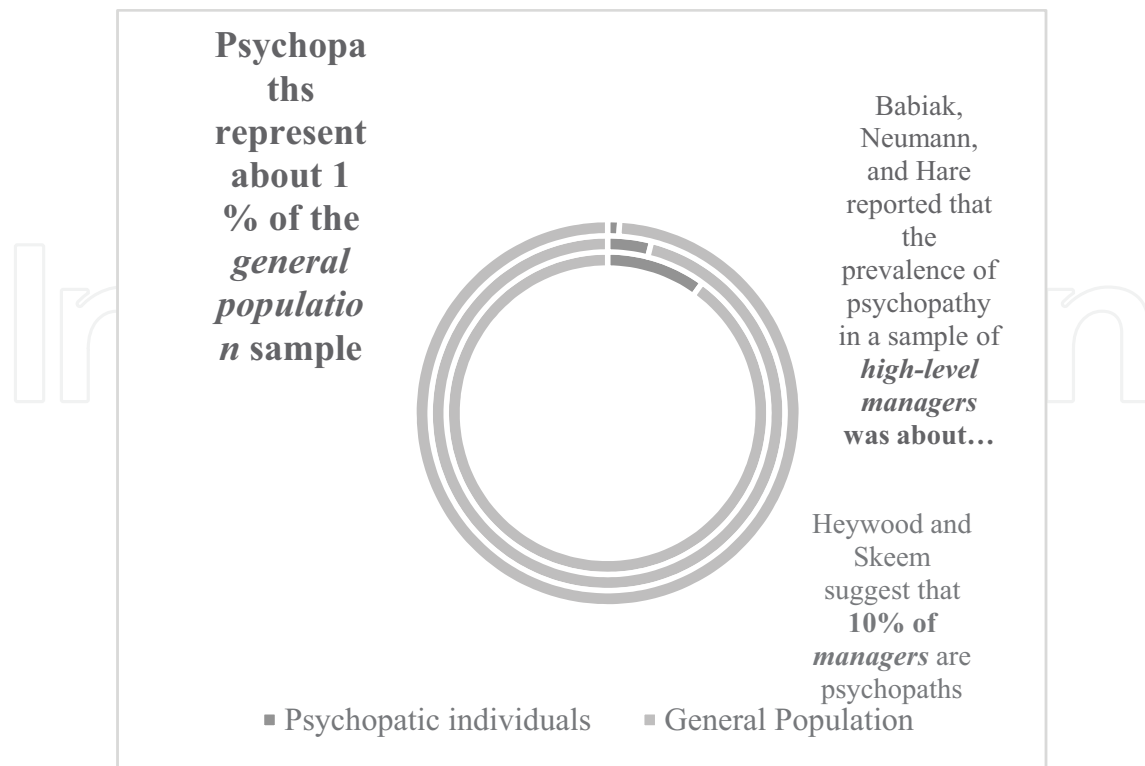 Psychopa
ths
represent
about 1
% of the
general
populatio
n sample
Babiak,
Neumann,
and Hare
reported that
the
prevalence of
psychopathy
in a sample of
high-level
managers
was about…
Heywood and
Skeem
suggest that
10% of
managers are
psychopaths
Psychopatic individuals
General Population